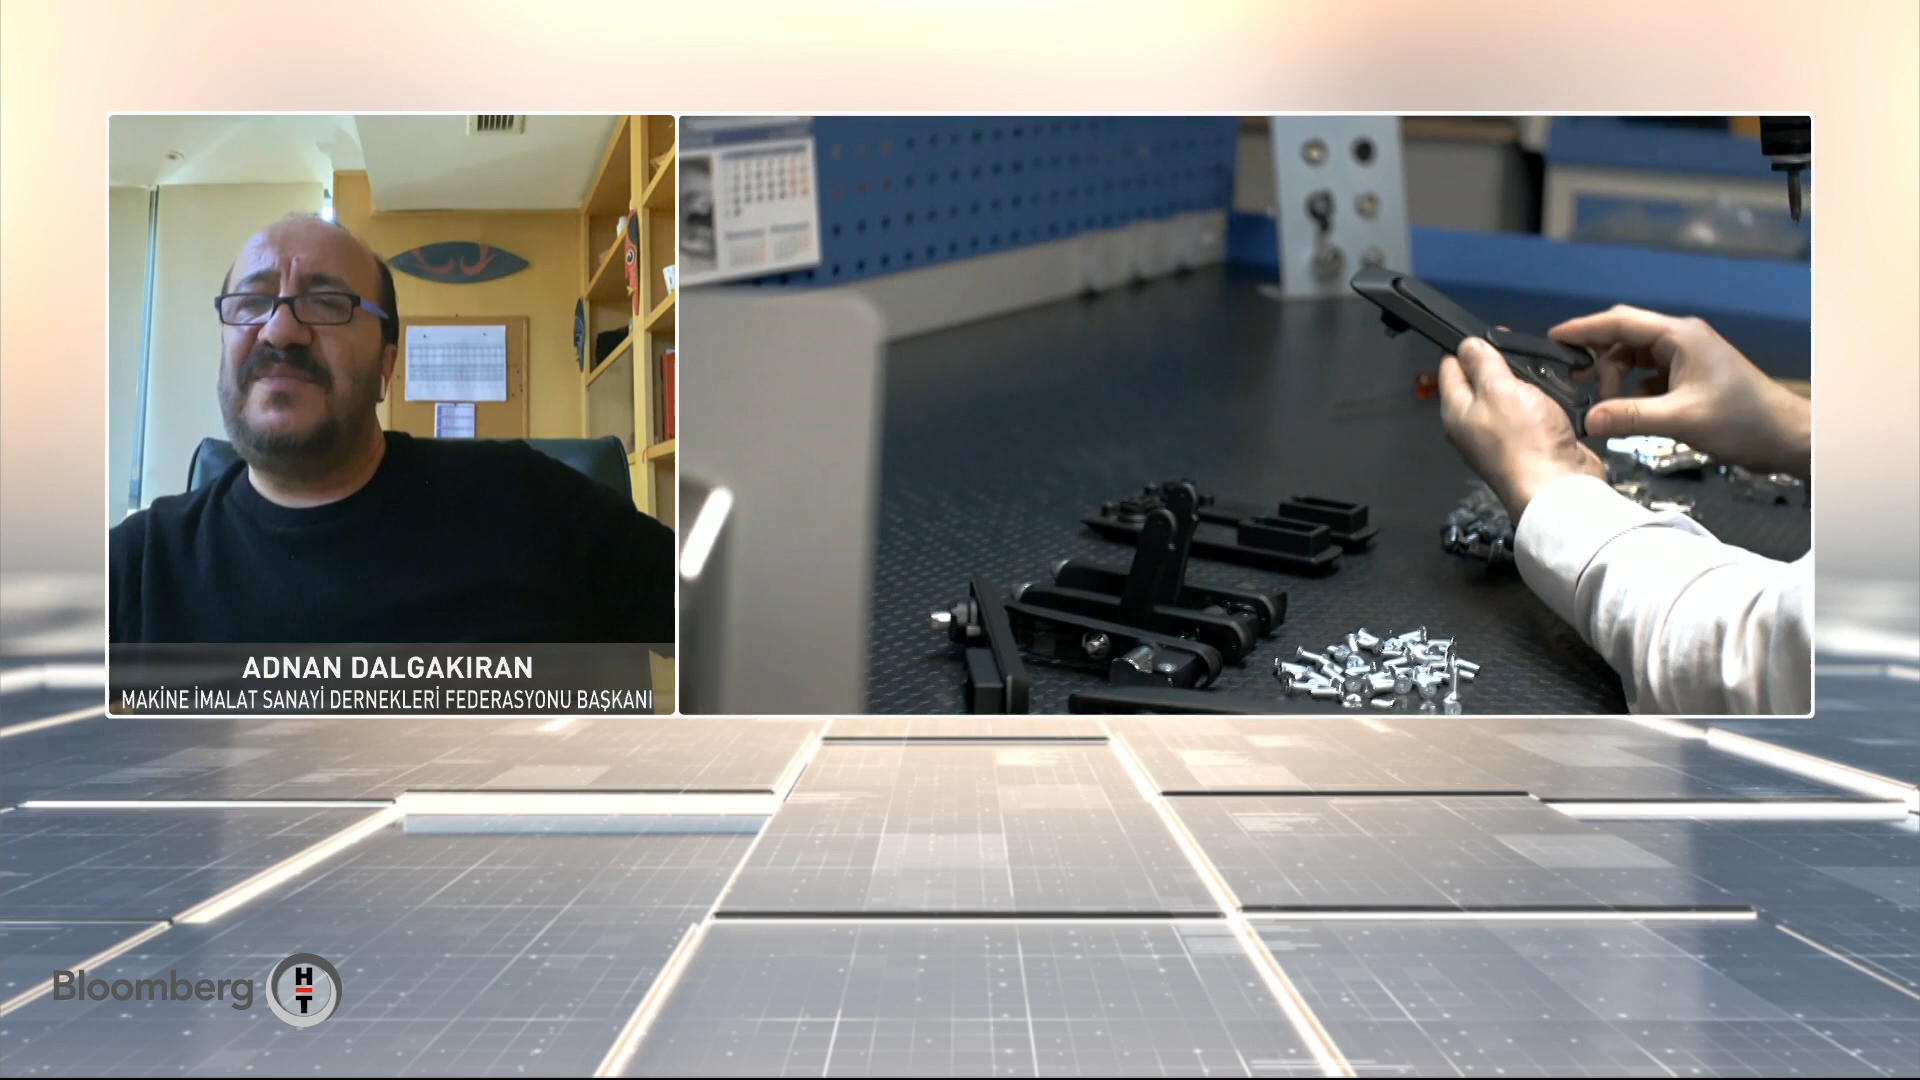 ADNAN DALGAKIRAN
MAKİNE İMALAT SANAYİ DERNEKLERİ FEDERASYONU BAŞKANI
Bloomberg HT